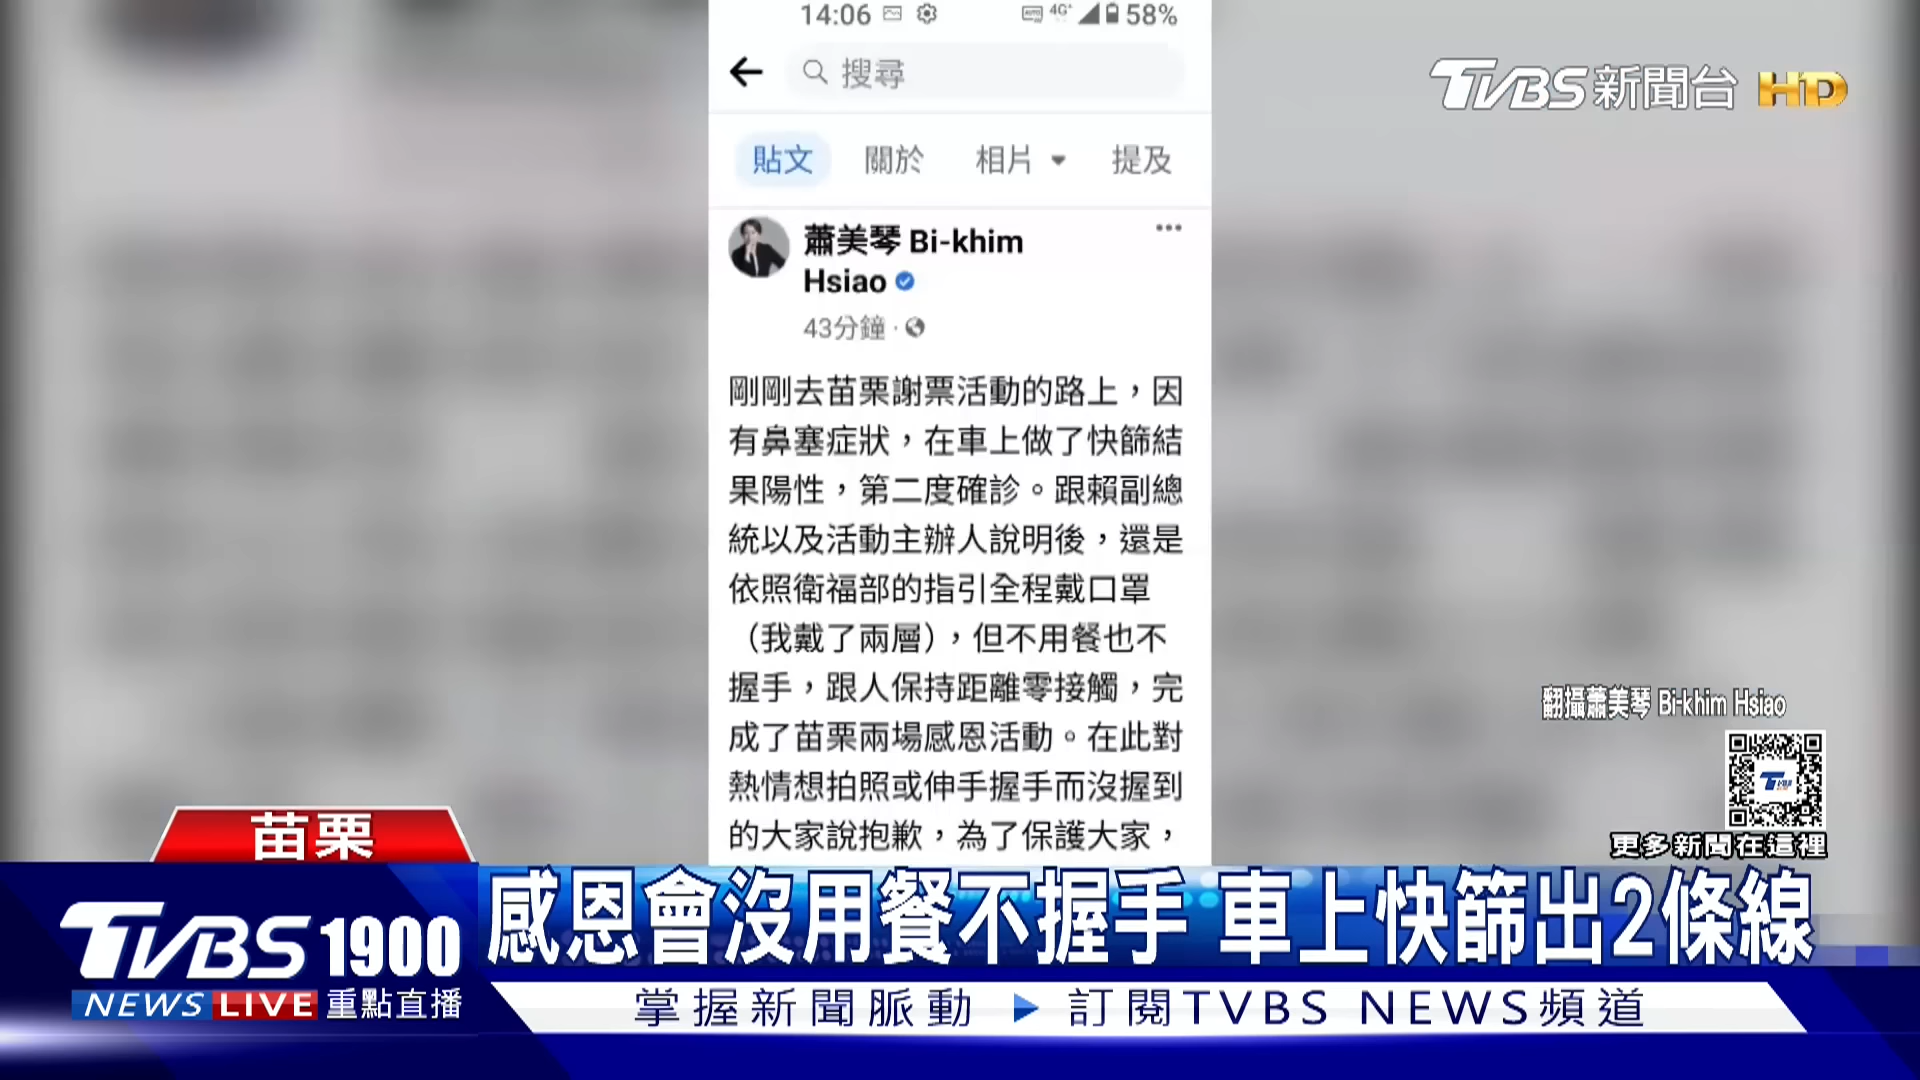 14:06
4G+
58%
搜尋
TVBS新聞台 HD
貼文 關於 相片 提及
蕭美琴 Bi-khim
Hsiao
43分鐘
剛剛去苗栗謝票活動的路上，因
有鼻塞症狀，在車上做了快篩結
果陽性，第二度確診。跟賴副總
統以及活動主辦人說明後，還是
依照衛福部的指引全程戴口罩
（我戴了兩層），但不用餐也不
握手，跟人保持距離零接觸，完
成了苗栗兩場感恩活動。在此對
熱情想拍照或伸手握手而沒握到
的大家說抱歉，為了保護大家，
翻攝蕭美琴 Bi-khim Hsiao
更多新聞在這裡
苗栗
感恩會沒用餐不握手 車上快篩出2條線
TVBS 1900
NEWS LIVE 重點直播
掌握新聞脈動 ▶ 訂閱TVBS NEWS頻道